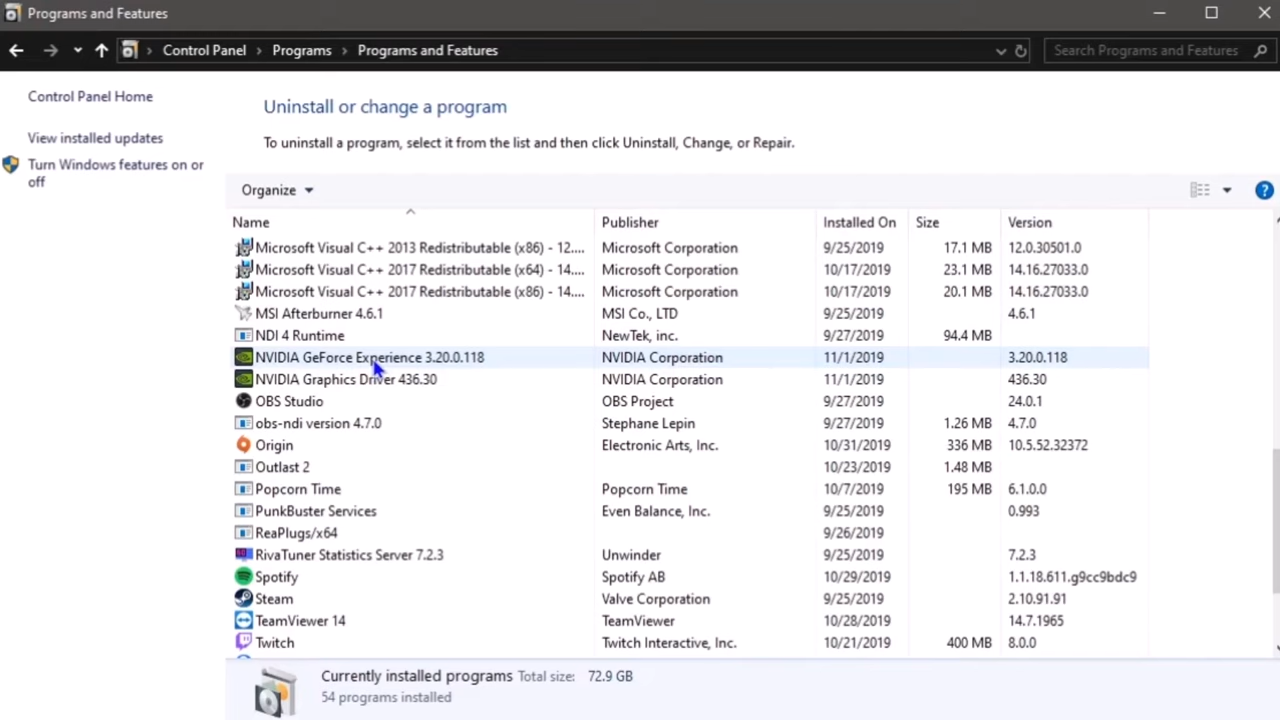 Programs and Features
Control Panel > Programs > Programs and Features
Search Programs and Features
Control Panel Home
View installed updates
Turn Windows features on or
off
Uninstall or change a program
To uninstall a program, select it from the list and then click Uninstall, Change, or Repair.
Organize
Name Publisher Installed On Size Version
Microsoft Visual C++ 2013 Redistributable (x86) - 12.... Microsoft Corporation 9/25/2019 17.1 MB 12.0.30501.0
Microsoft Visual C++ 2017 Redistributable (x64) - 14.... Microsoft Corporation 10/17/2019 23.1 MB 14.16.27033.0
Microsoft Visual C++ 2017 Redistributable (x86) - 14.... Microsoft Corporation 10/17/2019 20.1 MB 14.16.27033.0
MSI Afterburner 4.6.1 MSI Co., LTD 9/25/2019 4.6.1
NDI 4 Runtime NewTek, inc. 9/27/2019 94.4 MB
NVIDIA GeForce Experience 3.20.0.118 NVIDIA Corporation 11/1/2019 3.20.0.118
NVIDIA Graphics Driver 436.30 NVIDIA Corporation 11/1/2019 436.30
OBS Studio OBS Project 9/27/2019 24.0.1
obs-ndi version 4.7.0 Stephane Lepin 9/27/2019 1.26 MB 4.7.0
Origin Electronic Arts, Inc. 10/31/2019 336 MB 10.5.52.32372
Outlast 2 10/23/2019 1.48 MB
Popcorn Time Popcorn Time 10/7/2019 195 MB 6.1.0.0
PunkBuster Services Even Balance, Inc. 9/25/2019 0.993
ReaPlugs/x64 9/26/2019
RivaTuner Statistics Server 7.2.3 Unwinder 9/25/2019 7.2.3
Spotify Spotify AB 10/29/2019 1.1.18.611.g9cc9bdc9
Steam Valve Corporation 9/25/2019 2.10.91.91
TeamViewer 14 TeamViewer 10/28/2019 14.7.1965
Twitch Twitch Interactive, Inc. 10/21/2019 400 MB 8.0.0
Currently installed programs Total size: 72.9 GB
54 programs installed